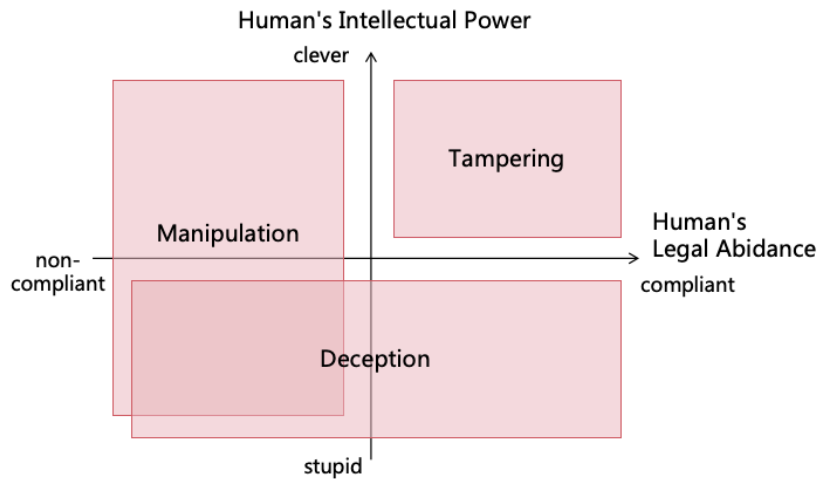 Human's Intellectual Power
clever
Tampering
Manipulation
Human's
Legal Abidance
non-
compliant
compliant
Deception
stupid